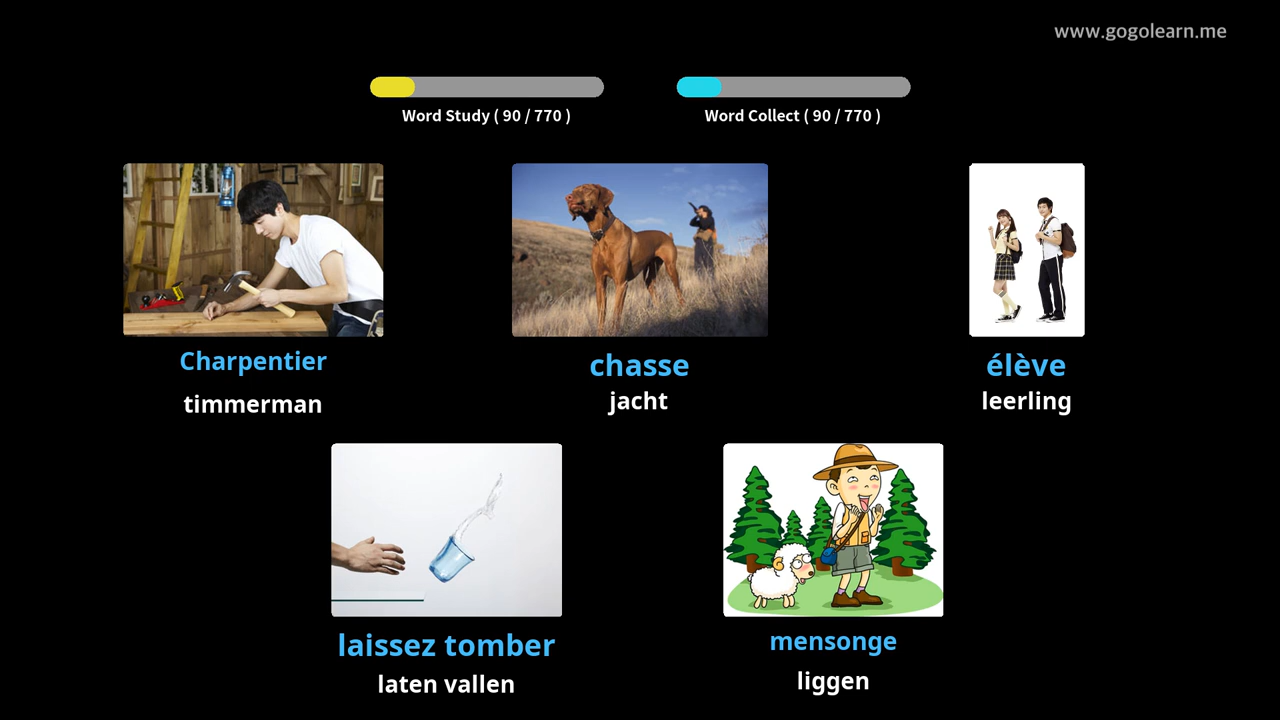 www.gogolearn.me
Word Study ( 90 / 770 )
Word Collect ( 90 / 770 )
Charpentier
timmerman
chasse
jacht
élève
leerling
laissez tomber
laten vallen
mensonge
liggen